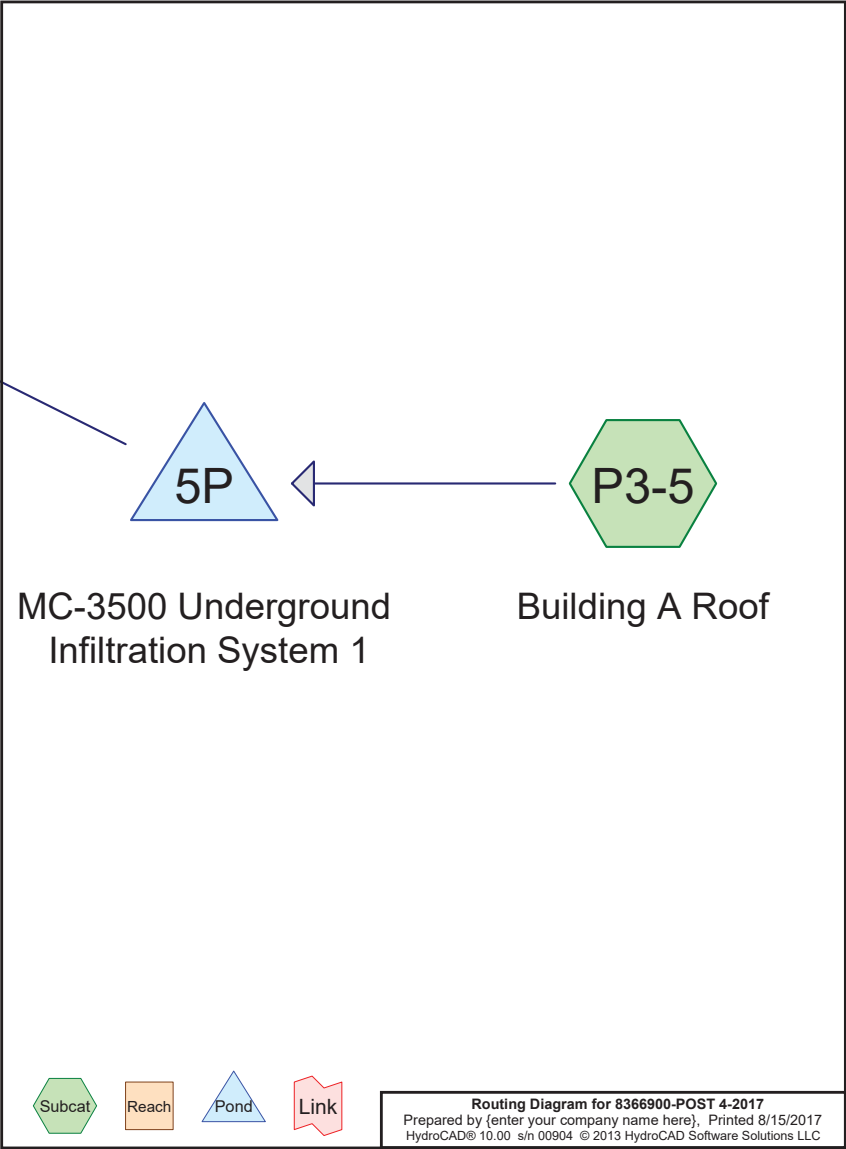 5P
P3-5
MC-3500 Underground
Infiltration System 1
Building A Roof
Subcat
Reach
Pond
Link
Routing Diagram for 8366900-POST 4-2017
Prepared by {enter your company name here}, Printed 8/15/2017
HydroCAD® 10.00 s/n 00904 © 2013 HydroCAD Software Solutions LLC